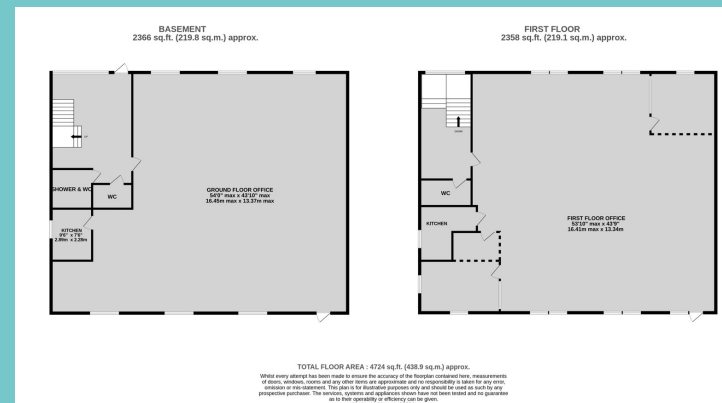 BASEMENT
2366 sq.ft. (219.8 sq.m.) approx.
UP
SHOWER & WC
WC
KITCHEN
9'6" x 7'6"
2.89m x 2.28m
GROUND FLOOR OFFICE
54'0" max x 43'10" max
16.45m max x 13.37m max
FIRST FLOOR
2358 sq.ft. (219.1 sq.m.) approx.
DOWN
WC
KITCHEN
FIRST FLOOR OFFICE
53'10" max x 43'9"
16.41m max x 13.34m
TOTAL FLOOR AREA : 4724 sq.ft. (438.9 sq.m.) approx.
Whilst every attempt has been made to ensure the accuracy of the floorplan contained here, measurements
of doors, windows, rooms and any other items are approximate and no responsibility is taken for any error,
omission or mis-statement. This plan is for illustrative purposes only and should be used as such by any
prospective purchaser. The services, systems and appliances shown have not been tested and no guarantee
as to their operability or efficiency can be given.